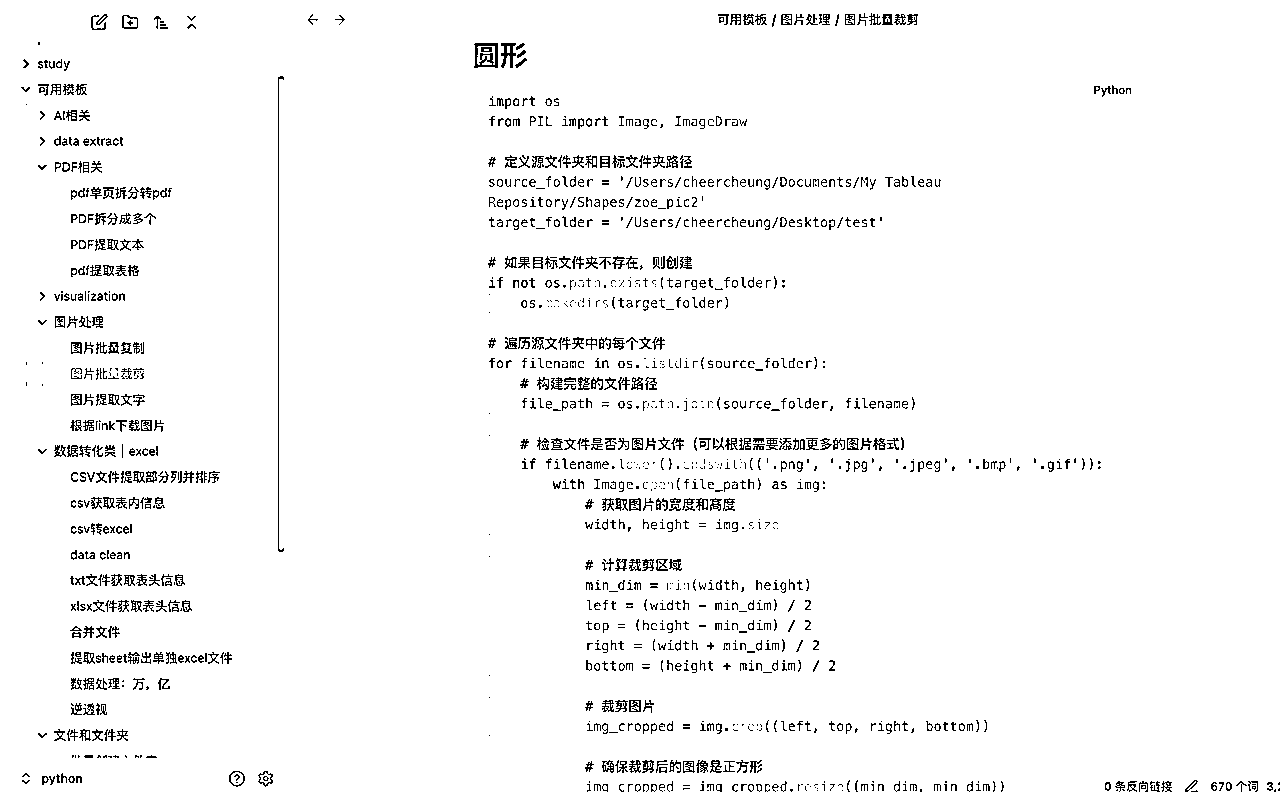 可用模板 / 图片处理 / 图片批量裁剪
study
可用模板
AI相关
data extract
PDF相关
pdf单页拆分转pdf
PDF拆分成多个
PDF提取文本
pdf提取表格
visualization
图片处理
图片批量复制
图片批量裁剪
图片提取文字
根据link下载图片
数据转化类 | excel
CSV文件提取部分列并排序
csv获取表内信息
csv转excel
data clean
txt文件获取表头信息
xlsx文件获取表头信息
合并文件
提取sheet输出单独excel文件
数据处理：万，亿
逆透视
文件和文件夹
python
圆形
Python
import os
from PIL import Image, ImageDraw
# 定义源文件夹和目标文件夹路径
source_folder = '/Users/cheercheung/Documents/My Tableau
Repository/Shapes/zoe_pic2'
target_folder = '/Users/cheercheung/Desktop/test'
# 如果目标文件夹不存在，则创建
if not os.path.exists(target_folder):
os.makedirs(target_folder)
# 遍历源文件夹中的每个文件
for filename in os.listdir(source_folder):
# 构建完整的文件路径
file_path = os.path.join(source_folder, filename)
# 检查文件是否为图片文件（可以根据需要添加更多的图片格式）
if filename.lower().endswith(('.png', '.jpg', '.jpeg', '.bmp', '.gif')):
with Image.open(file_path) as img:
# 获取图片的宽度和高度
width, height = img.size
# 计算裁剪区域
min_dim = min(width, height)
left = (width - min_dim) / 2
top = (height - min_dim) / 2
right = (width + min_dim) / 2
bottom = (height + min_dim) / 2
# 裁剪图片
img_cropped = img.crop((left, top, right, bottom))
# 确保裁剪后的图像是正方形
img_cropped = img_cropped.resize((min_dim, min_dim))
0 条反向链接
670 个词